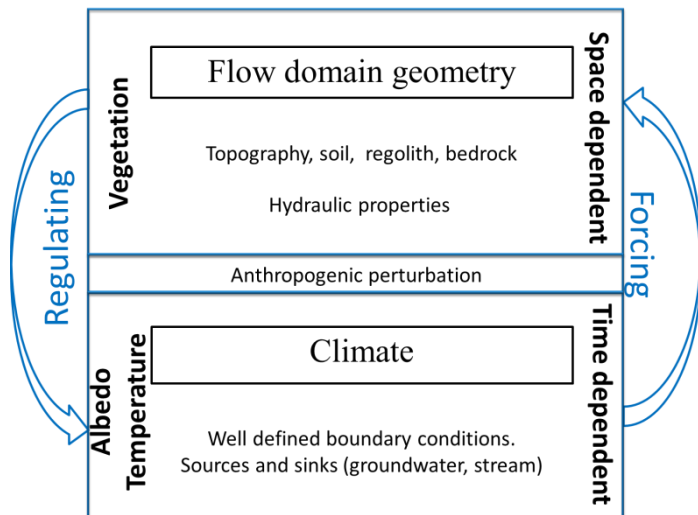 Flow domain geometry
Vegetation
Space dependent
Topography, soil, regolith, bedrock
Hydraulic properties
Regulating
Forcing
Anthropogenic perturbation
Climate
Albedo
Temperature
Time dependent
Well defined boundary conditions.
Sources and sinks (groundwater, stream)